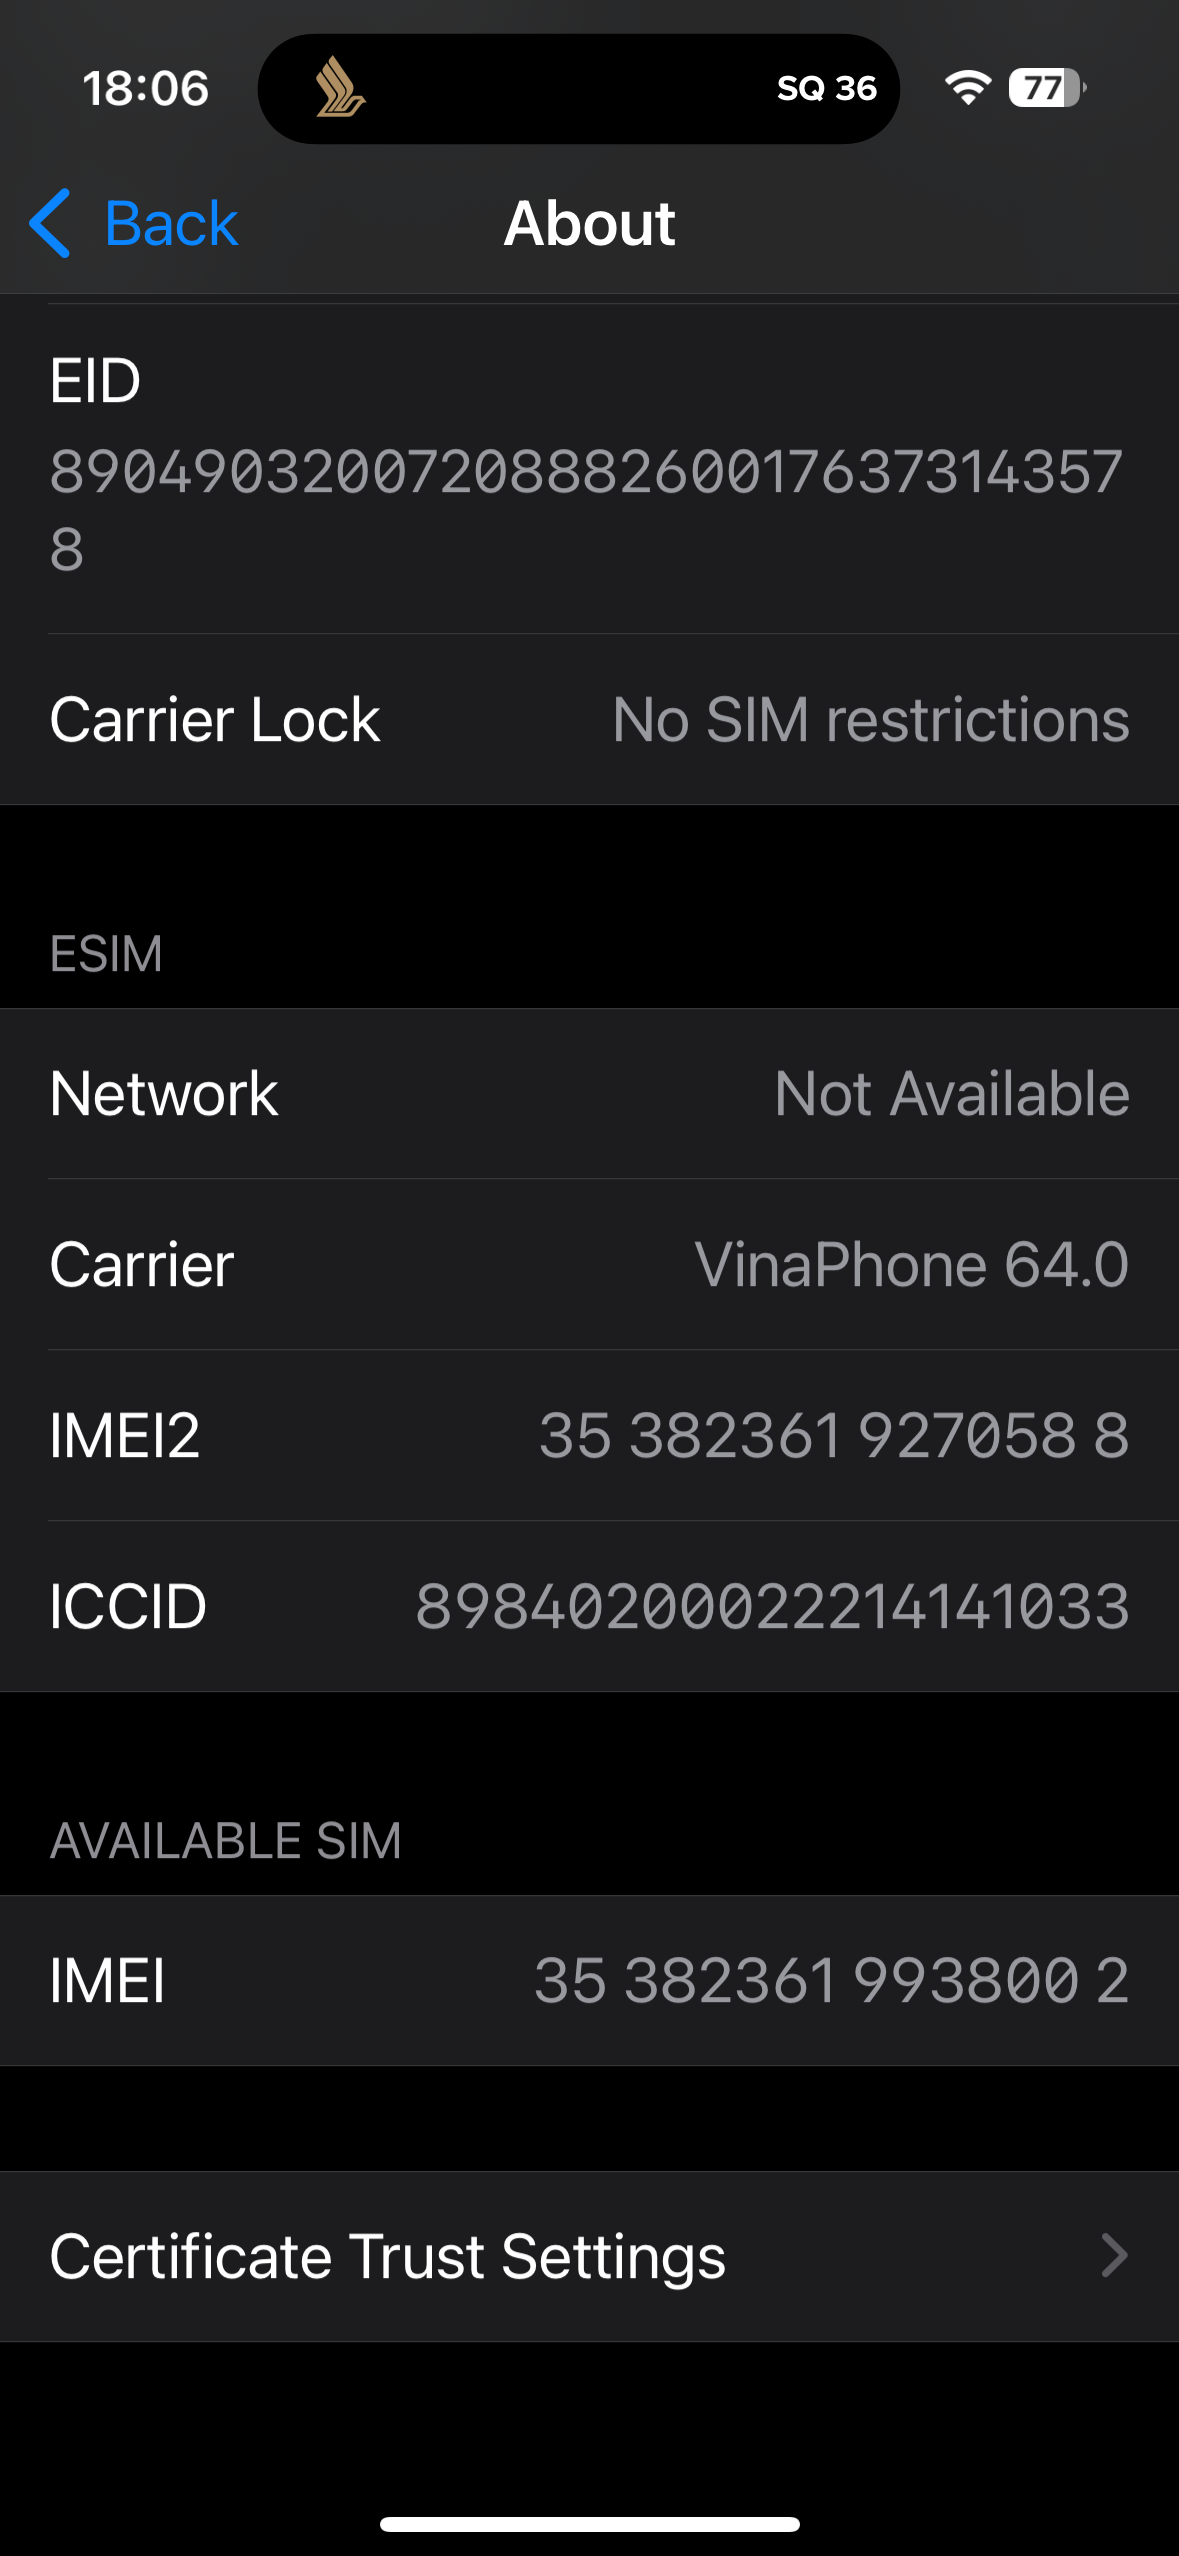 18:06
SQ 36
77
Back
About
EID
8904903200720888260017637314357
8
Carrier Lock
No SIM restrictions
ESIM
Network
Not Available
Carrier
VinaPhone 64.0
IMEI2
35 382361 927058 8
ICCID
89840200022214141033
AVAILABLE SIM
IMEI
35 382361 993800 2
Certificate Trust Settings